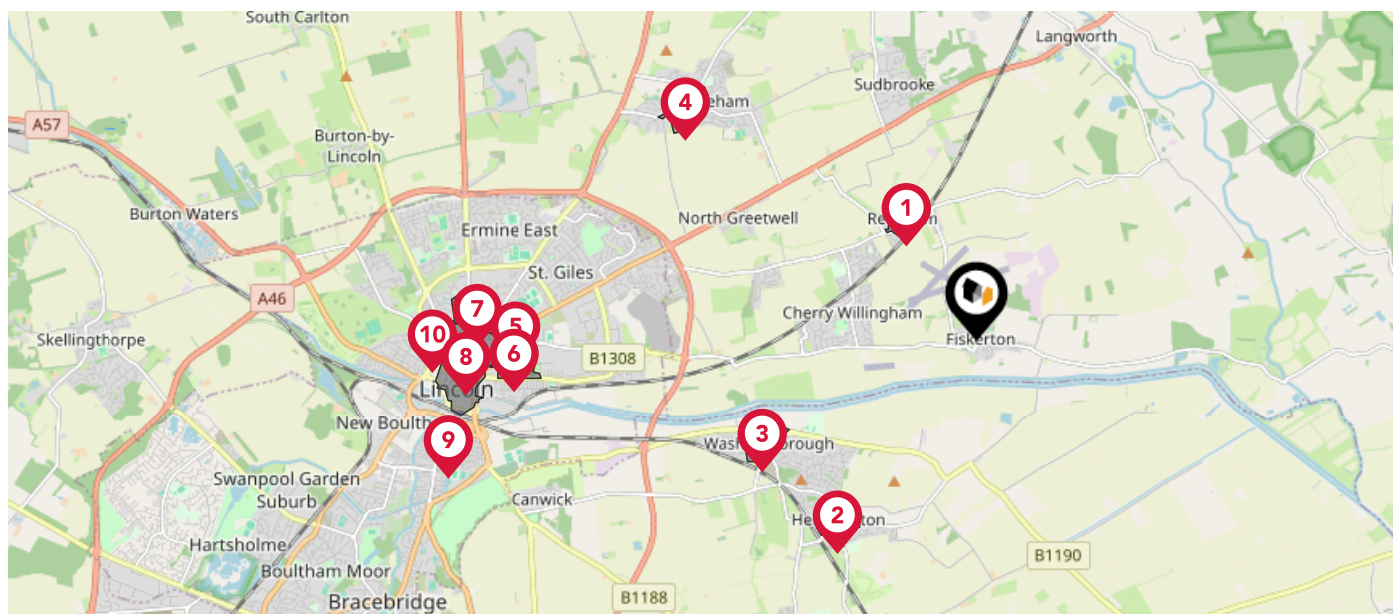 South Carlton
Langworth
Sudbrooke
4
A57
Burton-by-
Lincoln
Burton Waters
North Greetwell
1
Ermine East
St. Giles
A46
7
5
10
8
6
B1308
Cherry Willingham
Fiskerton
Skellingthorpe
Lincoln
9
3
Swanpool Garden
Suburb
Canwick
2
Hartsholme
Boultham Moor
B1190
Bracebridge
B1188